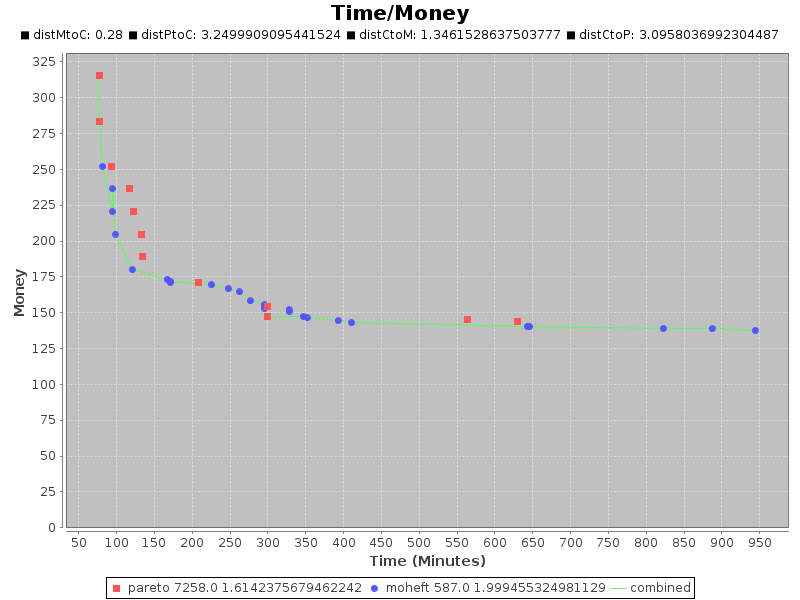 Time/Money
distMtoC: 0.28 distPtoC: 3.2499909095441524 distCtoM: 1.3461528637503777 distCtoP: 3.0958036992304487
325
300
275
250
225
200
175
150
125
100
75
50
25
0
Money
50 100 150 200 250 300 350 400 450 500 550 600 650 700 750 800 850 900 950
Time (Minutes)
pareto 7258.0 1.6142375679462242 moheft 587.0 1.999455324981129 combined